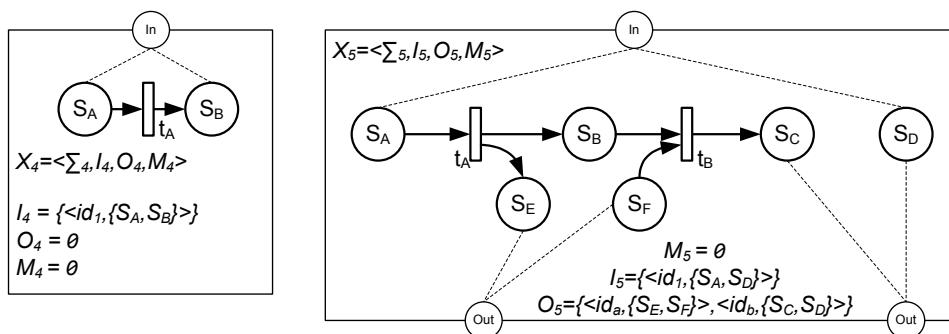 In
S_A
t_A
S_B
X_4=<∑_4,I_4,O_4,M_4>
I_4 = {<id_1,{S_A,S_B}>}
O_4 = ∅
M_4 = ∅
In
X_5=<∑_5,I_5,O_5,M_5>
S_A
t_A
S_B
t_B
S_C
S_D
S_E
S_F
M_5 = ∅
I_5={<id_1,{S_A,S_D}>}
O_5={<id_a,{S_E,S_F}>,<id_b,{S_C,S_D}>}
Out
Out